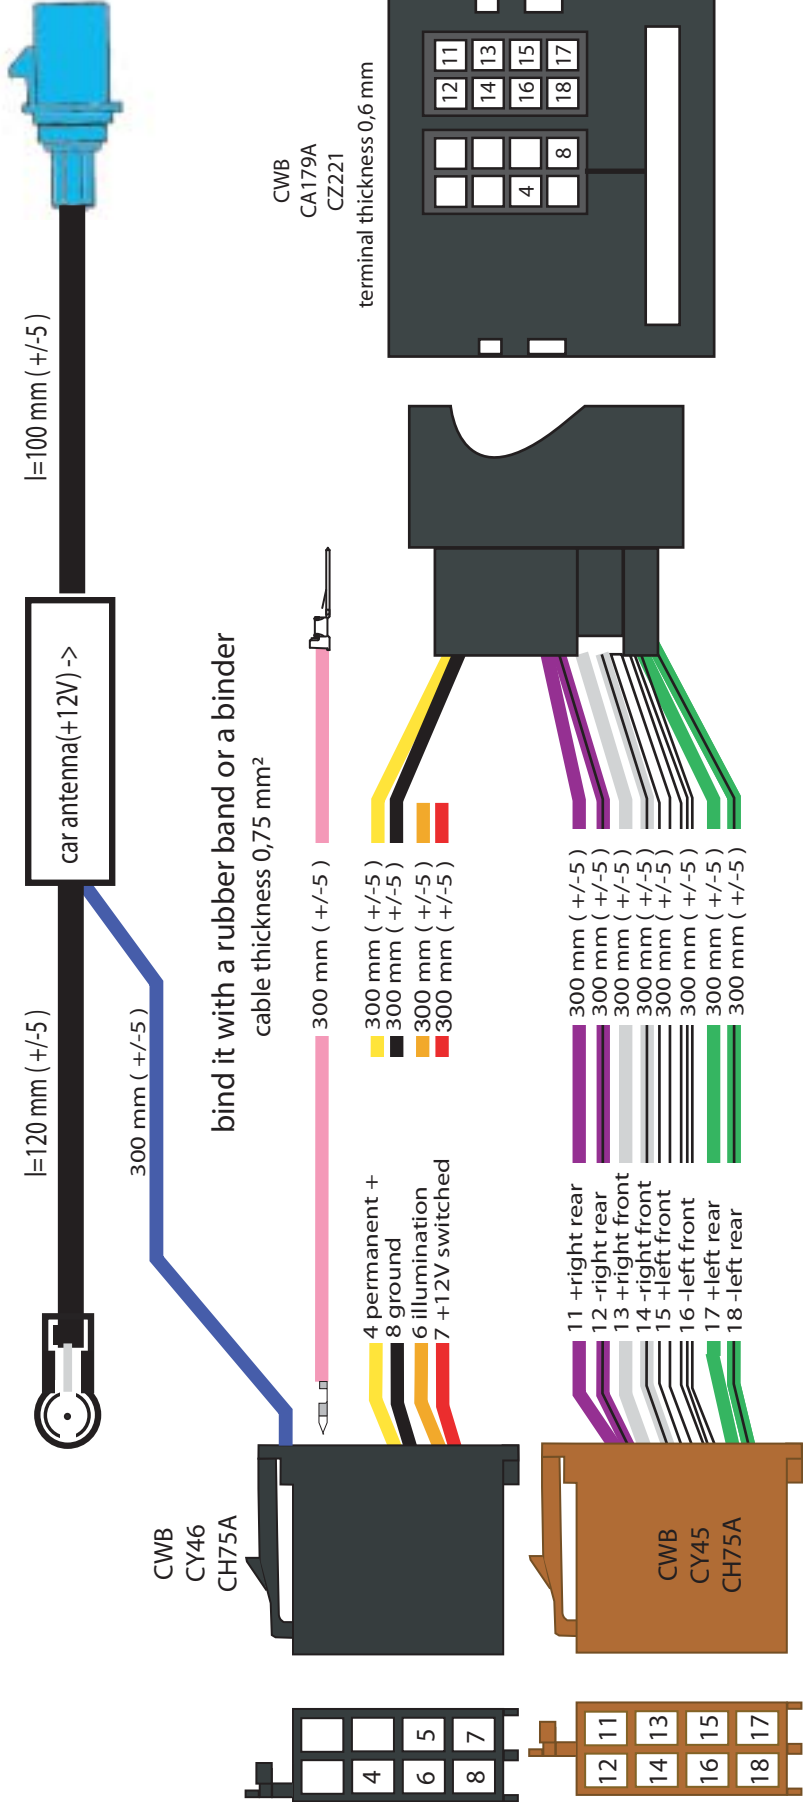 l=100 mm ( +/-5 )
car antenna(+12V) ->
l=120 mm ( +/-5 )
300 mm ( +/-5 )
CWB
CA179A
CZ221
terminal thickness 0,6 mm
11 13 15 17
12 14 16 18
8
4
bind it with a rubber band or a binder
cable thickness 0,75 mm²
300 mm ( +/-5 )
4 permanent + 300 mm ( +/-5 )
8 ground 300 mm ( +/-5 )
6 illumination 300 mm ( +/-5 )
7 +12V switched 300 mm ( +/-5 )
11 +right rear 300 mm ( +/-5 )
12 -right rear 300 mm ( +/-5 )
13 +right front 300 mm ( +/-5 )
14 -right front 300 mm ( +/-5 )
15 +left front 300 mm ( +/-5 )
16 -left front 300 mm ( +/-5 )
17 +left rear 300 mm ( +/-5 )
18 -left rear 300 mm ( +/-5 )
CWB
CY46
CH75A
CWB
CY45
CH75A
5 7
4 6 8
11 13 15 17
12 14 16 18